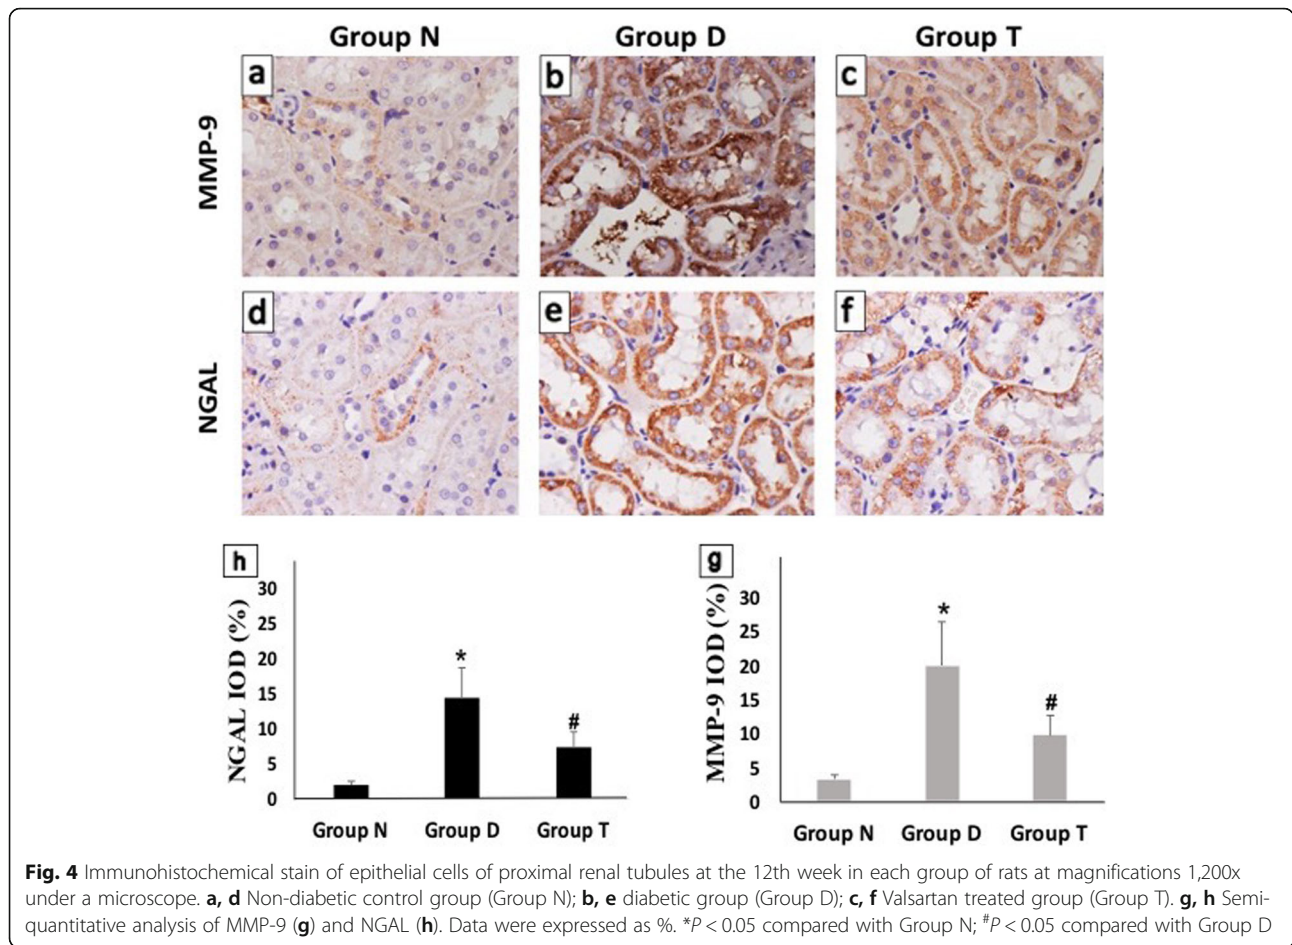 Group N Group D Group T
a b c
MMP-9
d e f
NGAL
h g
NGAL IOD (%)
30
25
20
15
10
5
0
*
#
Group N Group D Group T
MMP-9 IOD (%)
30
25
20
15
10
5
0
*
#
Group N Group D Group T
Fig. 4 Immunohistochemical stain of epithelial cells of proximal renal tubules at the 12th week in each group of rats at magnifications 1,200x
under a microscope. a, d Non-diabetic control group (Group N); b, e diabetic group (Group D); c, f Valsartan treated group (Group T). g, h Semi-
quantitative analysis of MMP-9 (g) and NGAL (h). Data were expressed as %. *P < 0.05 compared with Group N; #P < 0.05 compared with Group D